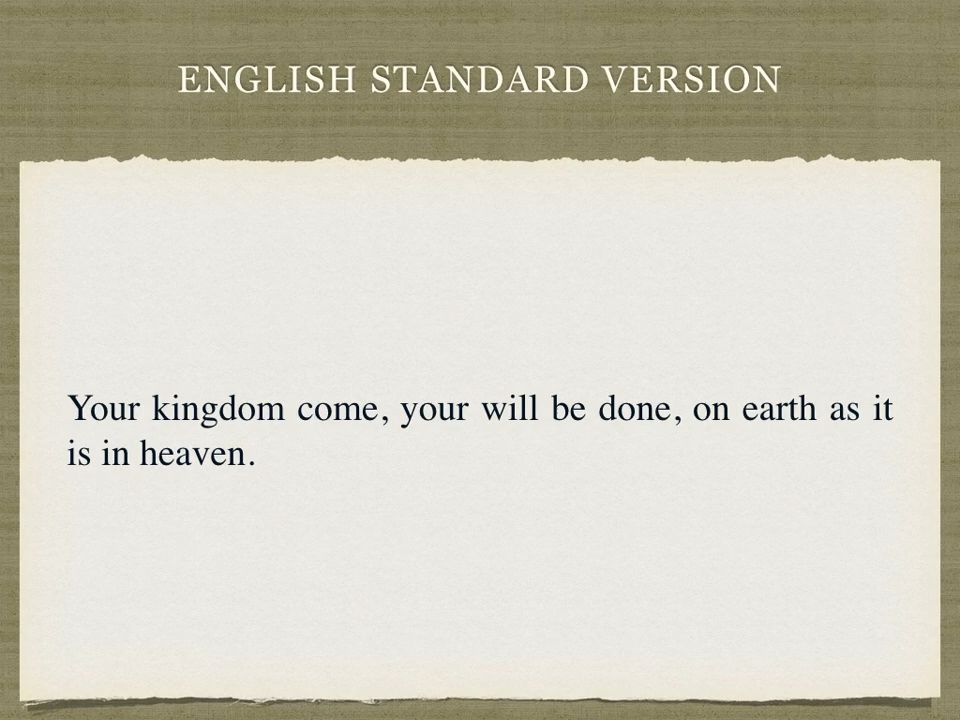 ENGLISH STANDARD VERSION
Your kingdom come, your will be done, on earth as it
is in heaven.